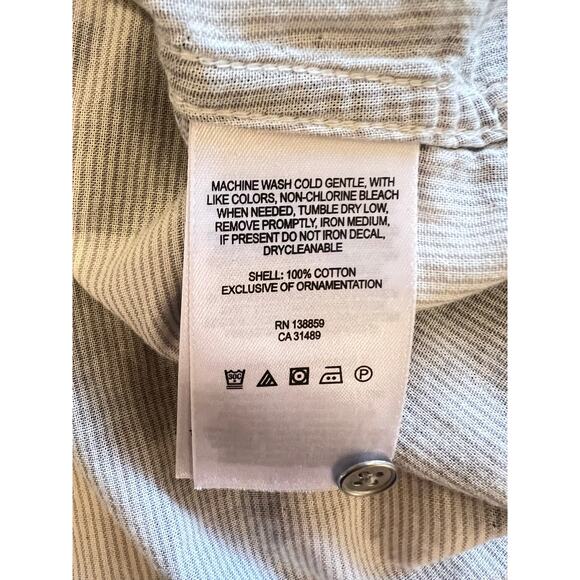 MACHINE WASH COLD GENTLE, WITH
LIKE COLORS, NON-CHLORINE BLEACH
WHEN NEEDED, TUMBLE DRY LOW,
REMOVE PROMPTLY, IRON MEDIUM,
IF PRESENT DO NOT IRON DECAL,
DRYCLEANABLE
SHELL: 100% COTTON
EXCLUSIVE OF ORNAMENTATION
RN 138859
CA 31489
30C P